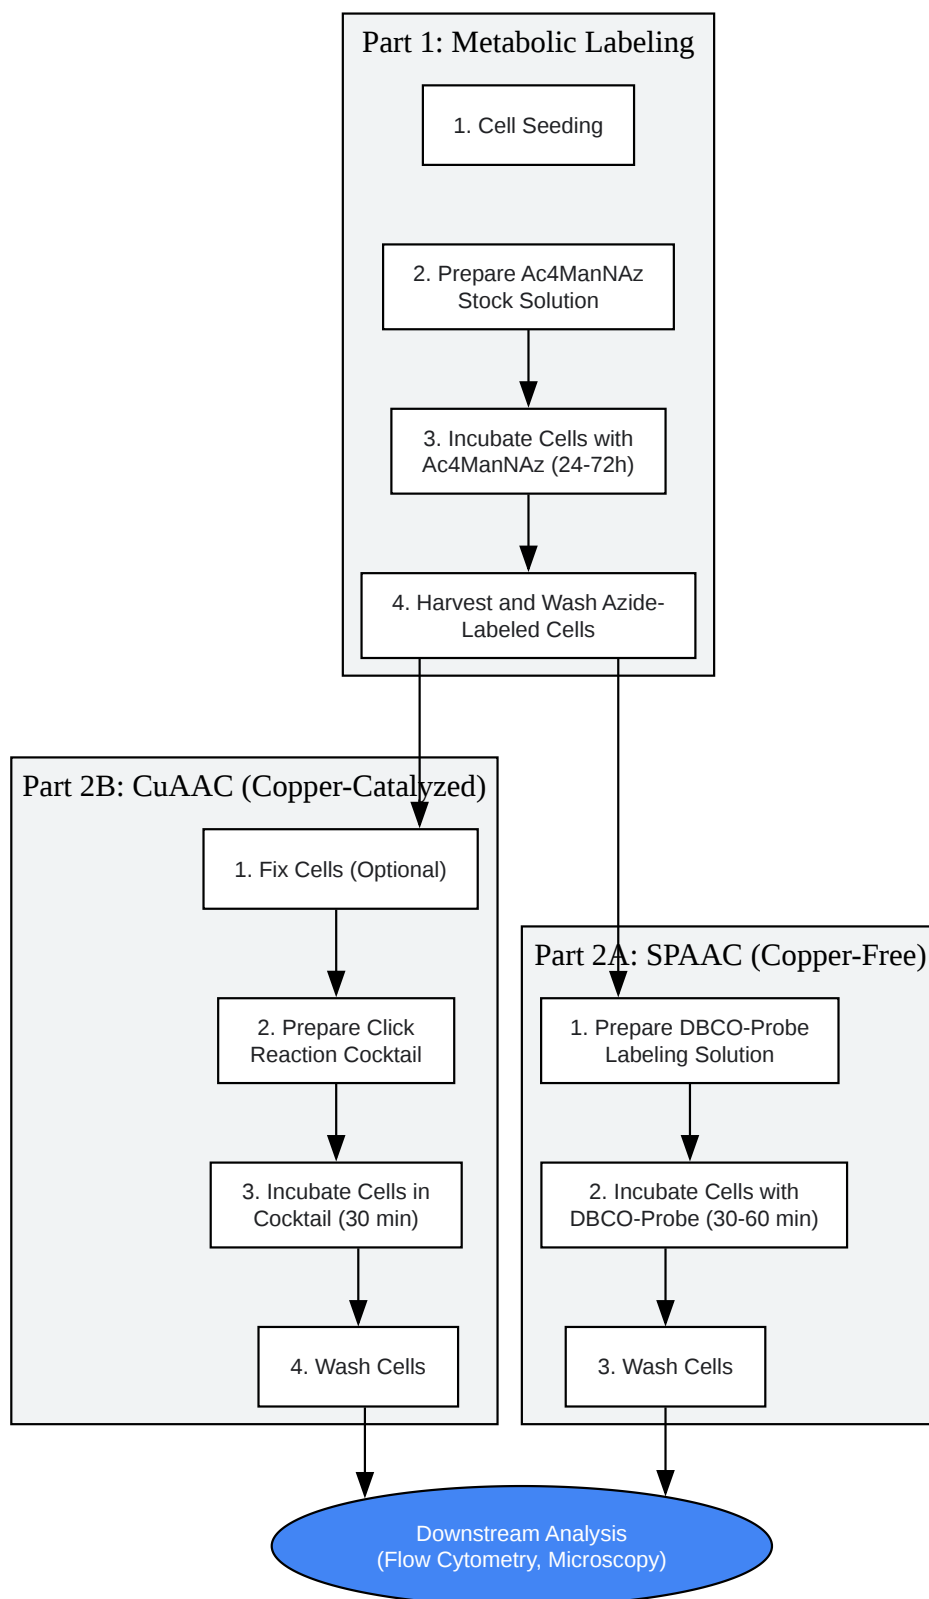 Part 1: Metabolic Labeling
1. Cell Seeding
2. Prepare Ac4ManNAz
Stock Solution
3. Incubate Cells with
Ac4ManNAz (24-72h)
4. Harvest and Wash Azide-
Labeled Cells
Part 2B: CuAAC (Copper-Catalyzed)
1. Fix Cells (Optional)
2. Prepare Click
Reaction Cocktail
3. Incubate Cells in
Cocktail (30 min)
4. Wash Cells
Part 2A: SPAAC (Copper-Free)
1. Prepare DBCO-Probe
Labeling Solution
2. Incubate Cells with
DBCO-Probe (30-60 min)
3. Wash Cells
Downstream Analysis
(Flow Cytometry, Microscopy)